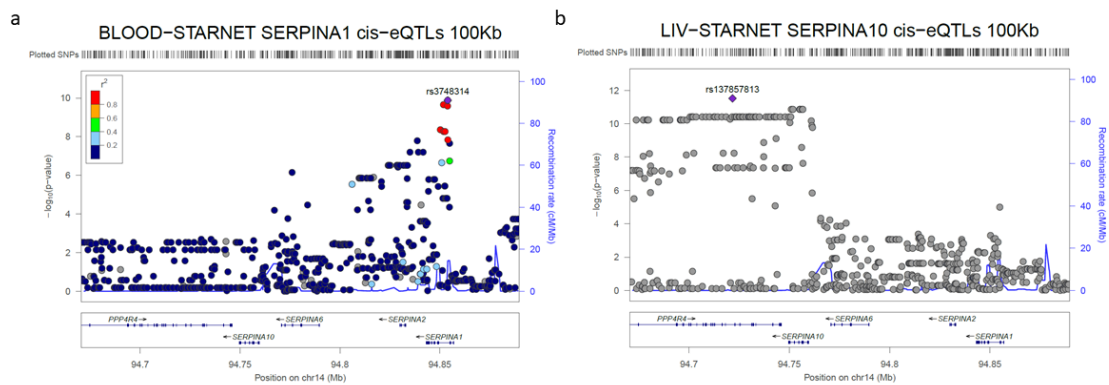 a
BLOOD−STARNET SERPINA1 cis−eQTLs 100Kb
Plotted SNPs
r²
0.8
0.6
0.4
0.2
rs3748314
10
8
6
4
2
0
−log10(p−value)
100
80
60
40
20
0
Recombination rate (cM/Mb)
PPP4R4→
←SERPINA10
←SERPINA6
←SERPINA2
←SERPINA1
94.7
94.75
94.8
94.85
Position on chr14 (Mb)
b
LIV−STARNET SERPINA10 cis−eQTLs 100Kb
Plotted SNPs
rs137857813
12
10
8
6
4
2
0
−log10(p−value)
100
80
60
40
20
0
Recombination rate (cM/Mb)
PPP4R4→
←SERPINA10
←SERPINA6
←SERPINA2
←SERPINA1
94.7
94.75
94.8
94.85
Position on chr14 (Mb)